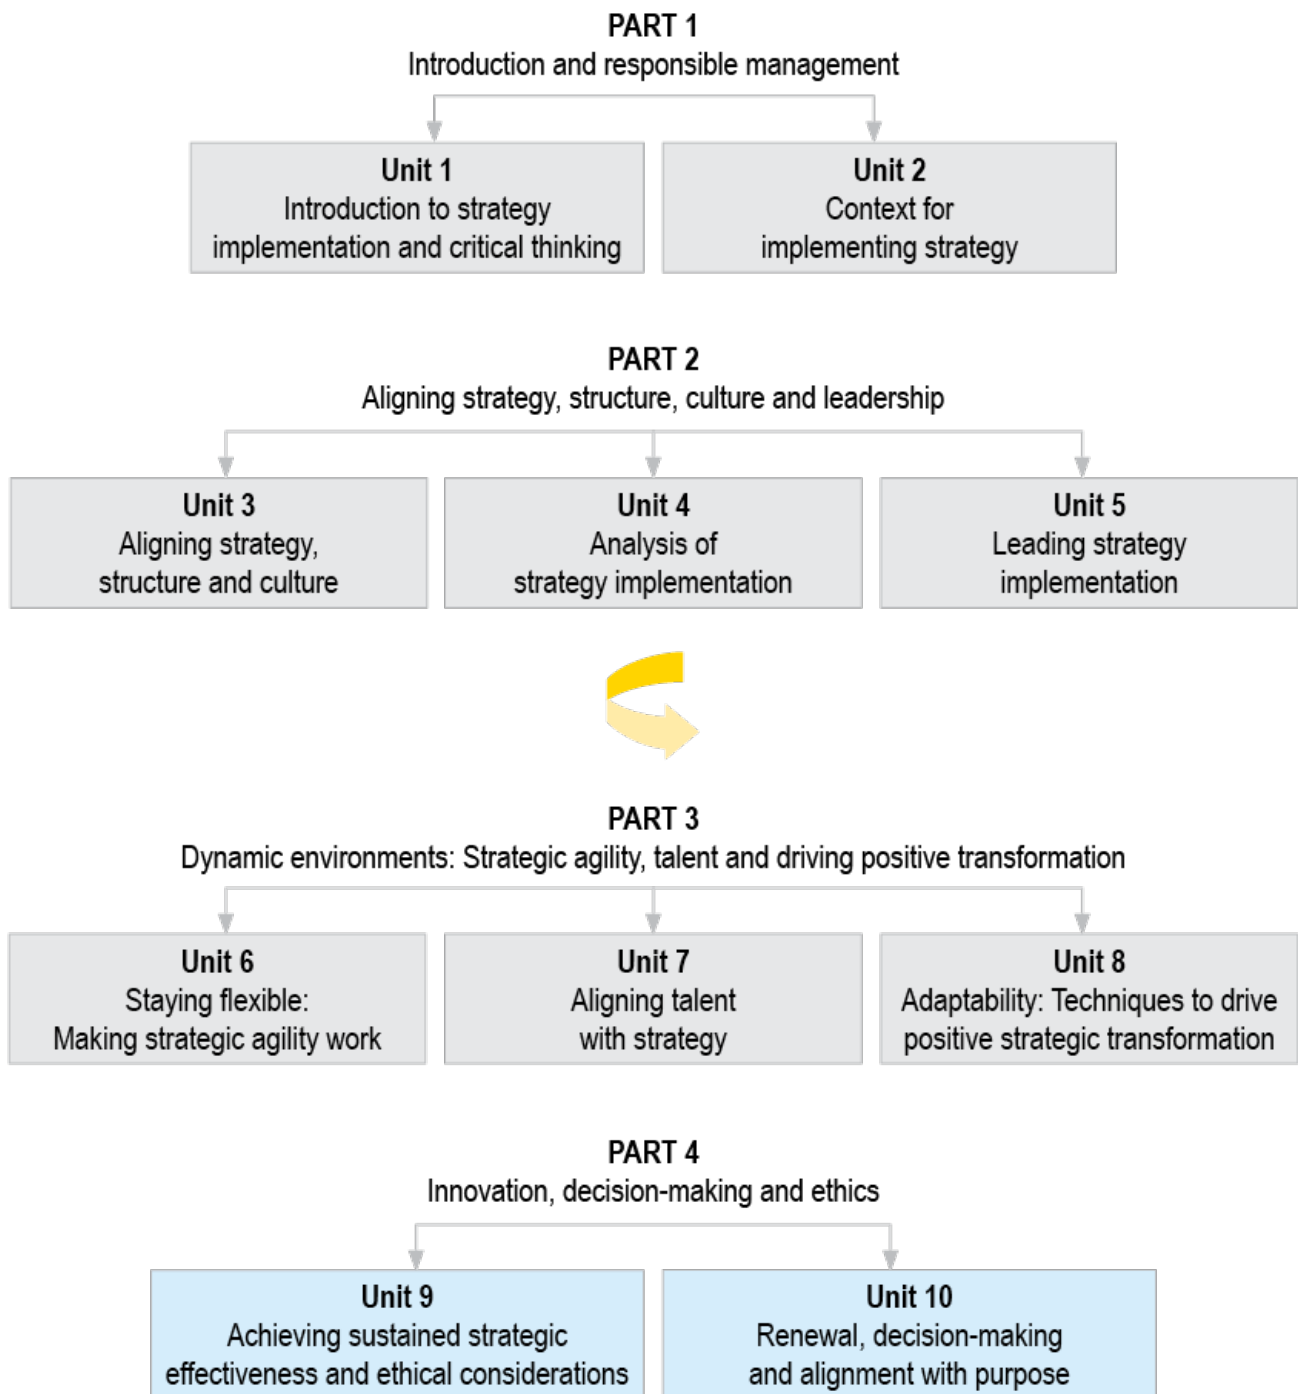 PART 1
Introduction and responsible management
Unit 1
Introduction to strategy
implementation and critical thinking
Unit 2
Context for
implementing strategy
PART 2
Aligning strategy, structure, culture and leadership
Unit 3
Aligning strategy,
structure and culture
Unit 4
Analysis of
strategy implementation
Unit 5
Leading strategy
implementation
PART 3
Dynamic environments: Strategic agility, talent and driving positive transformation
Unit 6
Staying flexible:
Making strategic agility work
Unit 7
Aligning talent
with strategy
Unit 8
Adaptability: Techniques to drive
positive strategic transformation
PART 4
Innovation, decision-making and ethics
Unit 9
Achieving sustained strategic
effectiveness and ethical considerations
Unit 10
Renewal, decision-making
and alignment with purpose